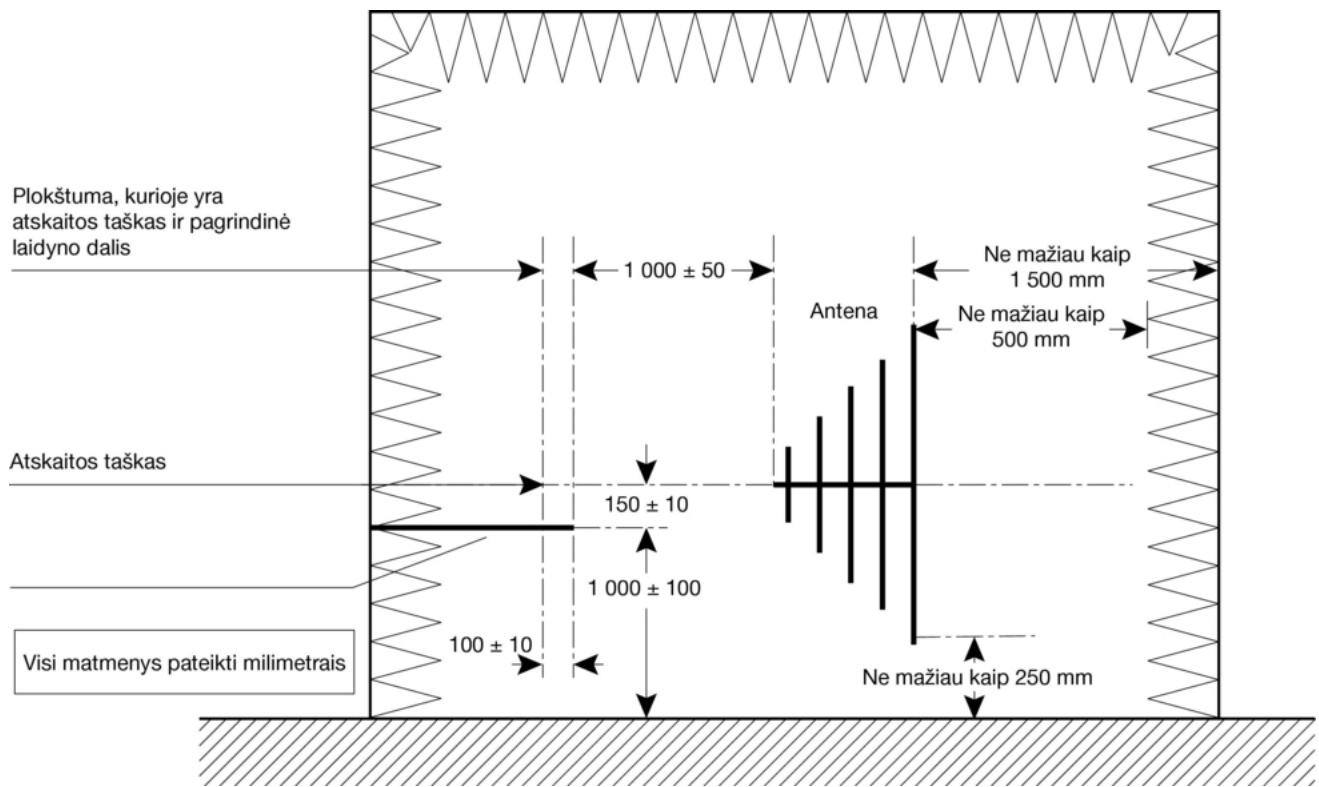 Plokštuma, kurioje yra
atskaitos taškas ir pagrindinė
laidyno dalis
1 000 ± 50
Ne mažiau kaip
1 500 mm
Antena
Ne mažiau kaip
500 mm
Atskaitos taškas
150 ± 10
1 000 ± 100
100 ± 10
Visi matmenys pateikti milimetrais
Ne mažiau kaip 250 mm